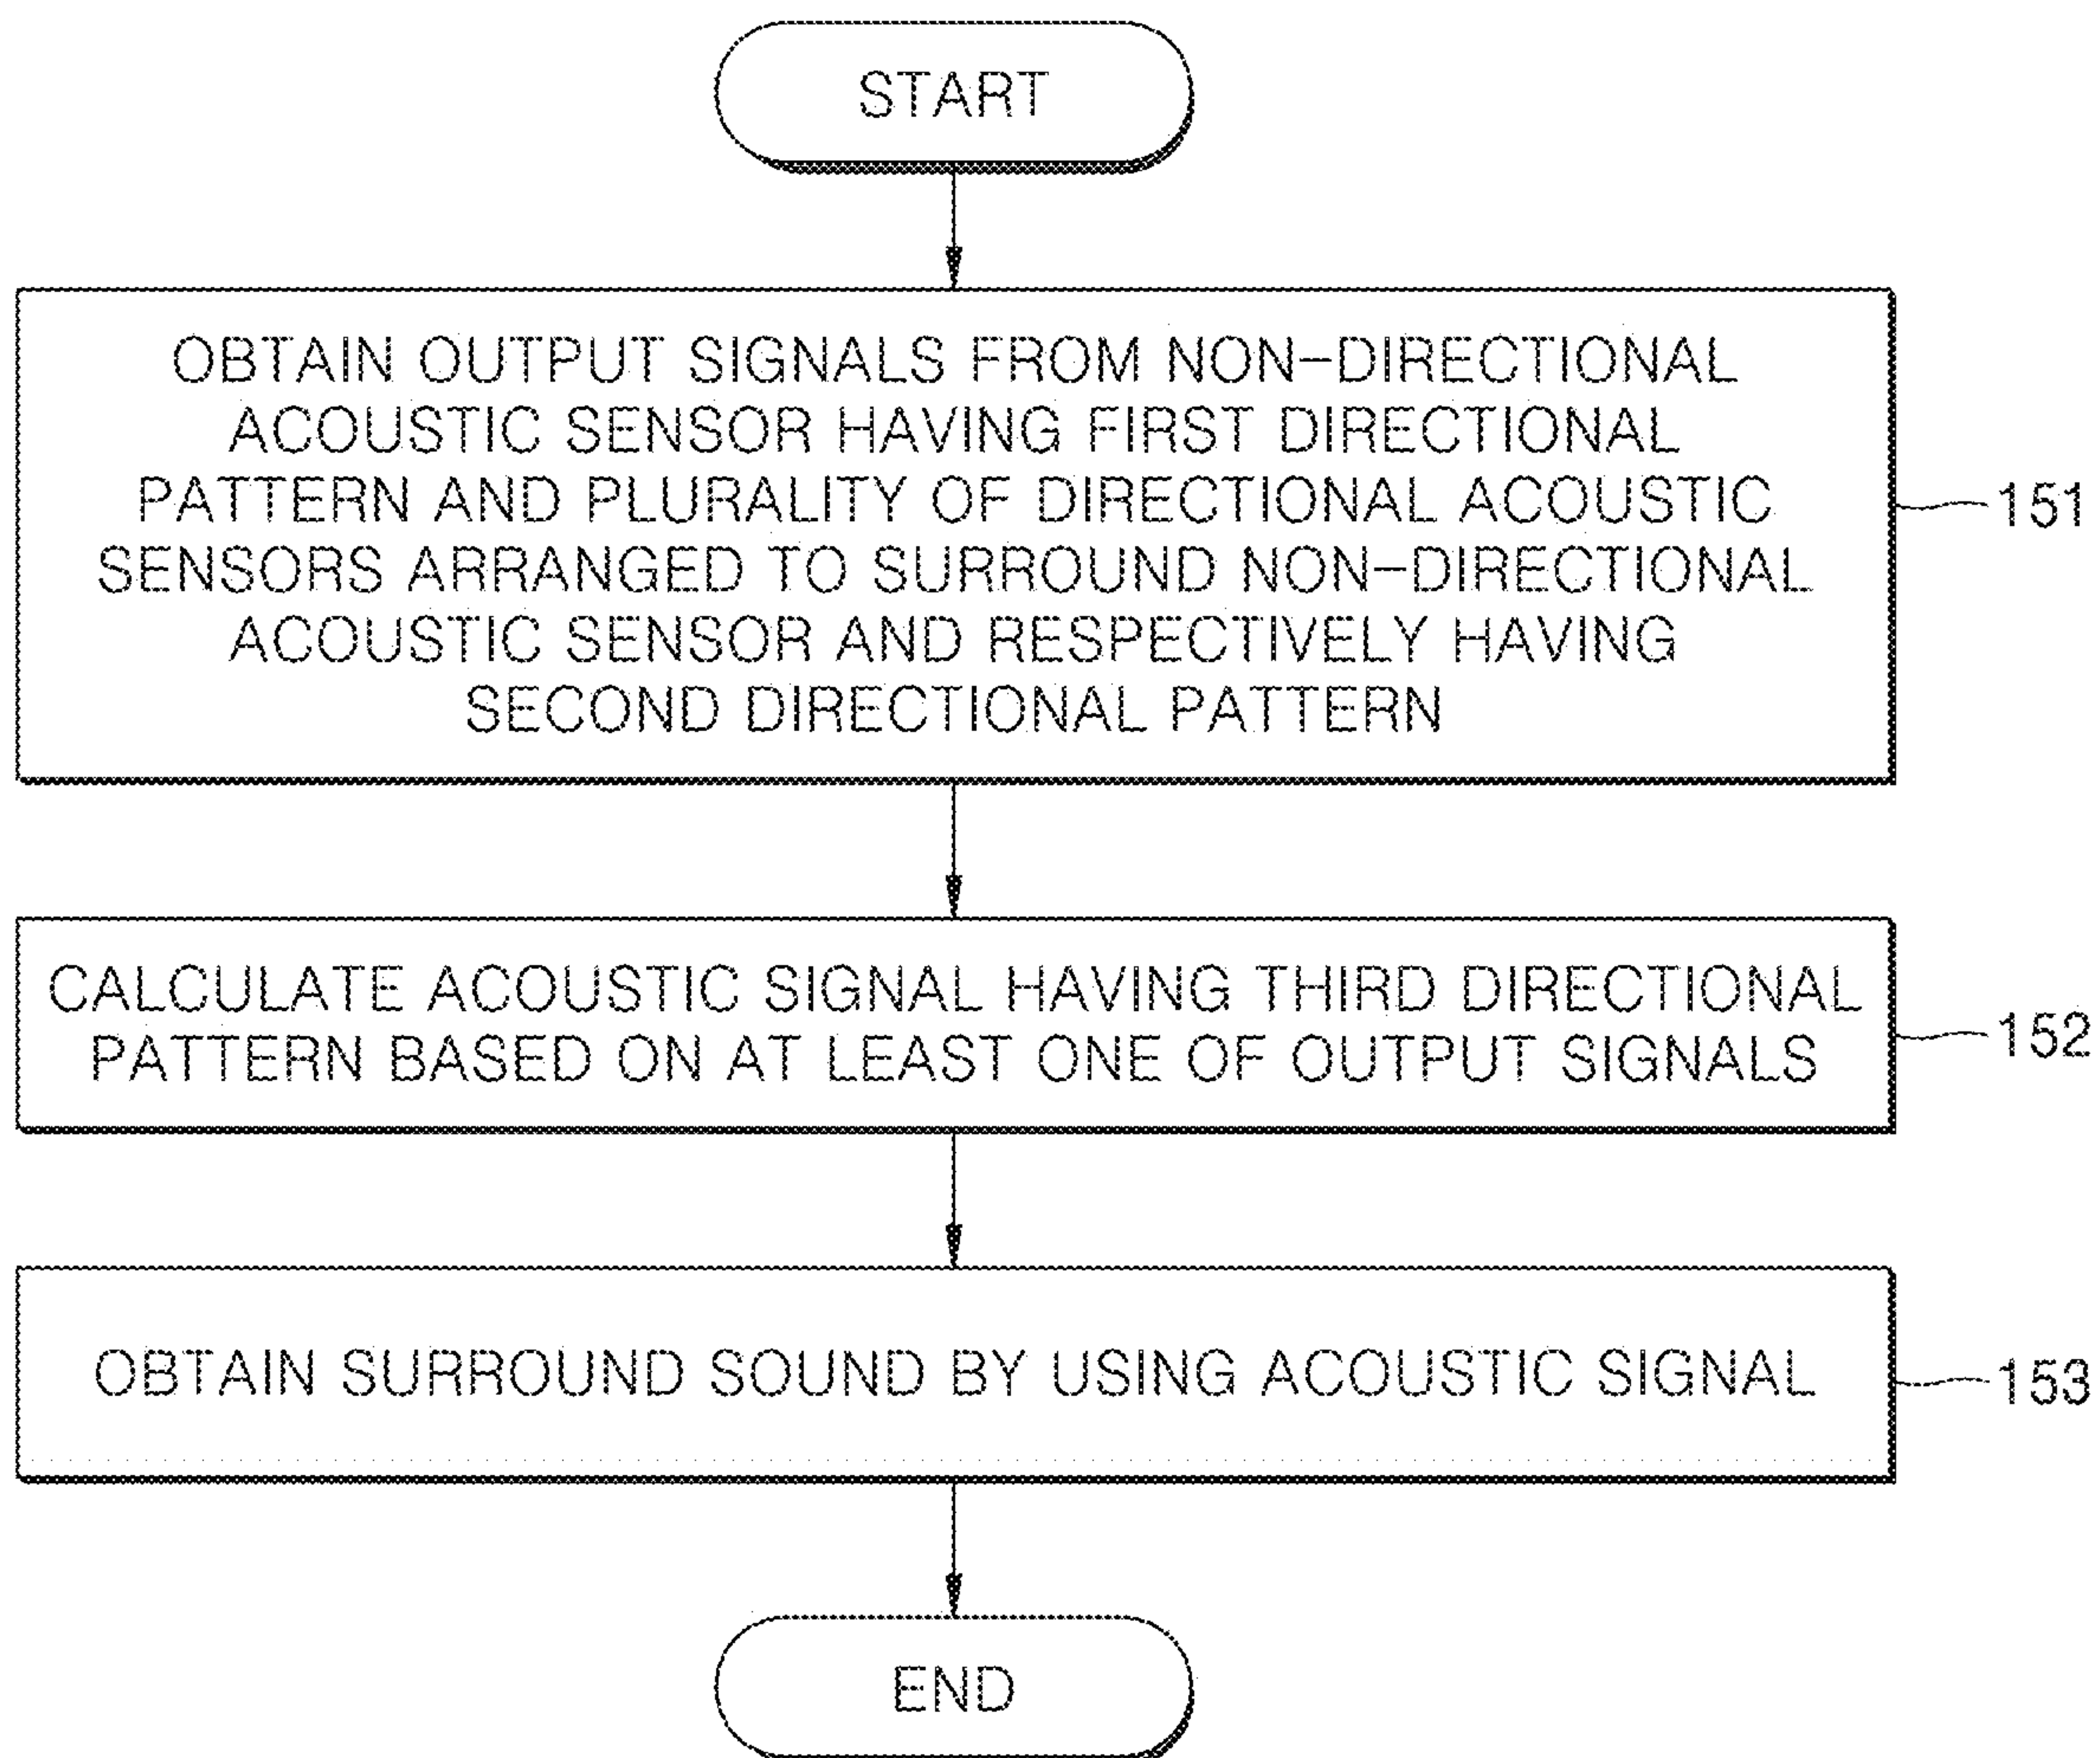 START
OBTAIN OUTPUT SIGNALS FROM NON-DIRECTIONAL
ACOUSTIC SENSOR HAVING FIRST DIRECTIONAL
PATTERN AND PLURALITY OF DIRECTIONAL ACOUSTIC
SENSORS ARRANGED TO SURROUND NON-DIRECTIONAL
ACOUSTIC SENSOR AND RESPECTIVELY HAVING
SECOND DIRECTIONAL PATTERN
151
CALCULATE ACOUSTIC SIGNAL HAVING THIRD DIRECTIONAL
PATTERN BASED ON AT LEAST ONE OF OUTPUT SIGNALS
152
OBTAIN SURROUND SOUND BY USING ACOUSTIC SIGNAL
153
END